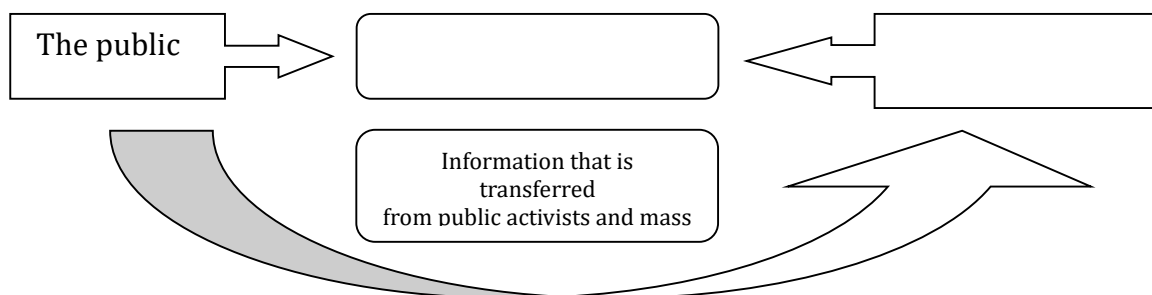 The public
Information that is
transferred
from public activists and mass